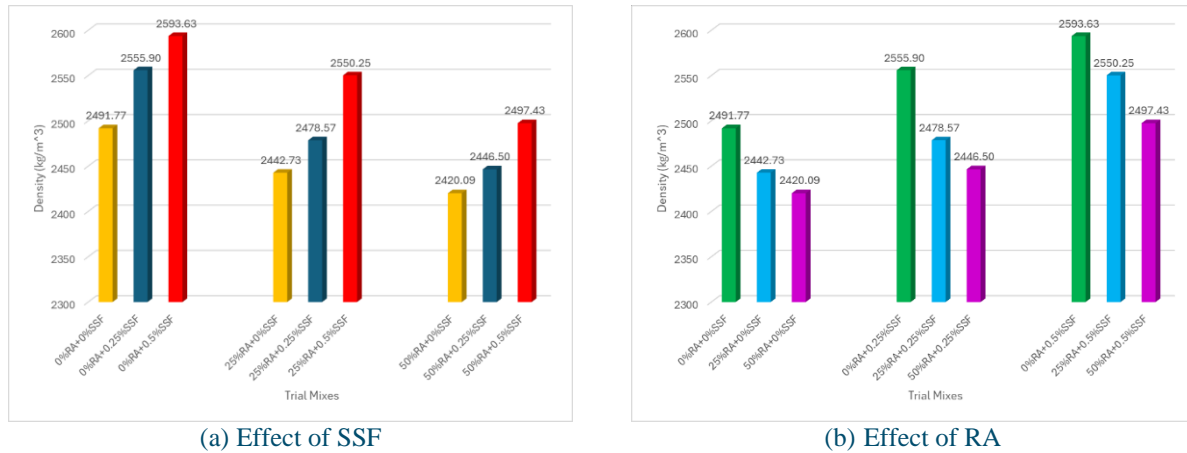 2600
2550
2500
2450
2400
2350
2300
Density (kg/m^3)
2491.77
2555.90
2593.63
2442.73
2478.57
2550.25
2420.09
2446.50
2497.43
0%RA+0%SSF
0%RA+0.25%SSF
0%RA+0.5%SSF
25%RA+0%SSF
25%RA+0.25%SSF
25%RA+0.5%SSF
50%RA+0%SSF
50%RA+0.25%SSF
50%RA+0.5%SSF
Trial Mixes
(a) Effect of SSF
2600
2550
2500
2450
2400
2350
2300
Density (kg/m^3)
2491.77
2442.73
2420.09
2555.90
2478.57
2446.50
2593.63
2550.25
2497.43
0%RA+0%SSF
25%RA+0%SSF
50%RA+0%SSF
0%RA+0.25%SSF
25%RA+0.25%SSF
50%RA+0.25%SSF
0%RA+0.5%SSF
25%RA+0.5%SSF
50%RA+0.5%SSF
Trial Mixes
(b) Effect of RA